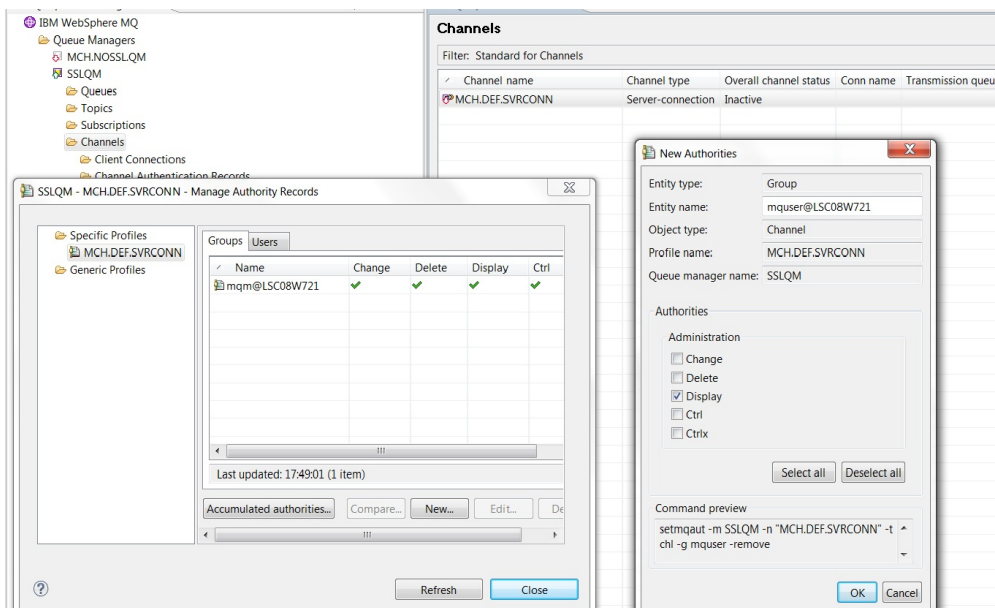 IBM WebSphere MQ
Queue Managers
MCH.NOSSL.QM
SSLQM
Queues
Topics
Subscriptions
Channels
Client Connections
Channel Authentication Records
Channels
Filter: Standard for Channels
Channel name Channel type Overall channel status Conn name Transmission queu
MCH.DEF.SVRCONN Server-connection Inactive
SSLQM - MCH.DEF.SVRCONN - Manage Authority Records
Specific Profiles
MCH.DEF.SVRCONN
Generic Profiles
Groups Users
Name Change Delete Display Ctrl
mqm@LSC08W721
Last updated: 17:49:01 (1 item)
Accumulated authorities... Compare... New... Edit... De
Refresh Close
New Authorities
Entity type: Group
Entity name: mquser@LSC08W721
Object type: Channel
Profile name: MCH.DEF.SVRCONN
Queue manager name: SSLQM
Authorities
Administration
Change
Delete
Display
Ctrl
Ctrlx
Select all Deselect all
Command preview
setmqaut -m SSLQM -n "MCH.DEF.SVRCONN" -t
chl -g mquser -remove
OK Cancel